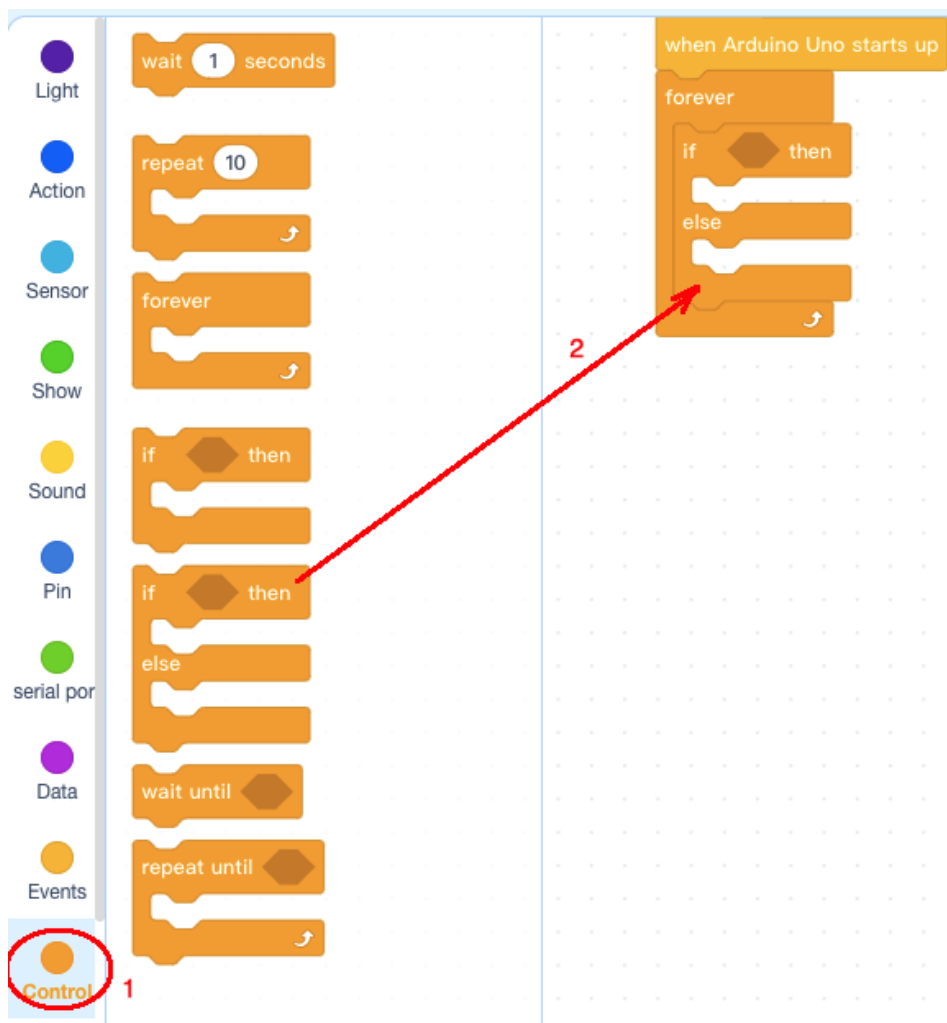 Light
Action
Sensor
Show
Sound
Pin
serial por
Data
Events
Control
1
wait 1 seconds
repeat 10
forever
if then
if then
else
wait until
repeat until
2
when Arduino Uno starts up
forever
if then
else